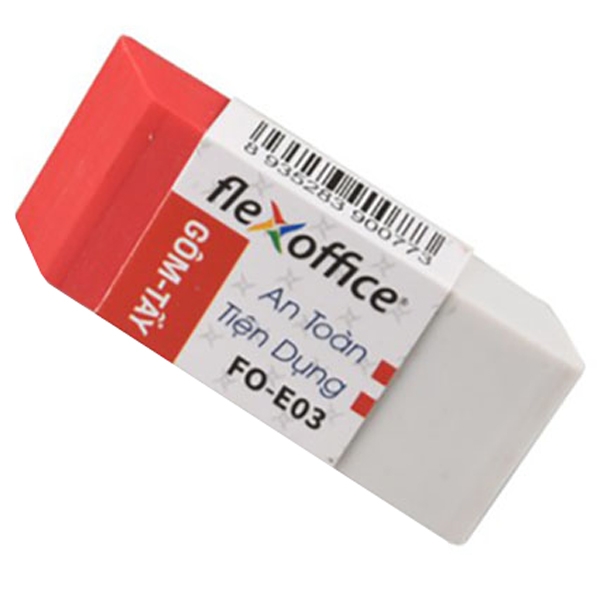 8 935283 900773
flexoffice®
An Toàn
Tiện Dụng
FO-E03
GÔM-TẨY